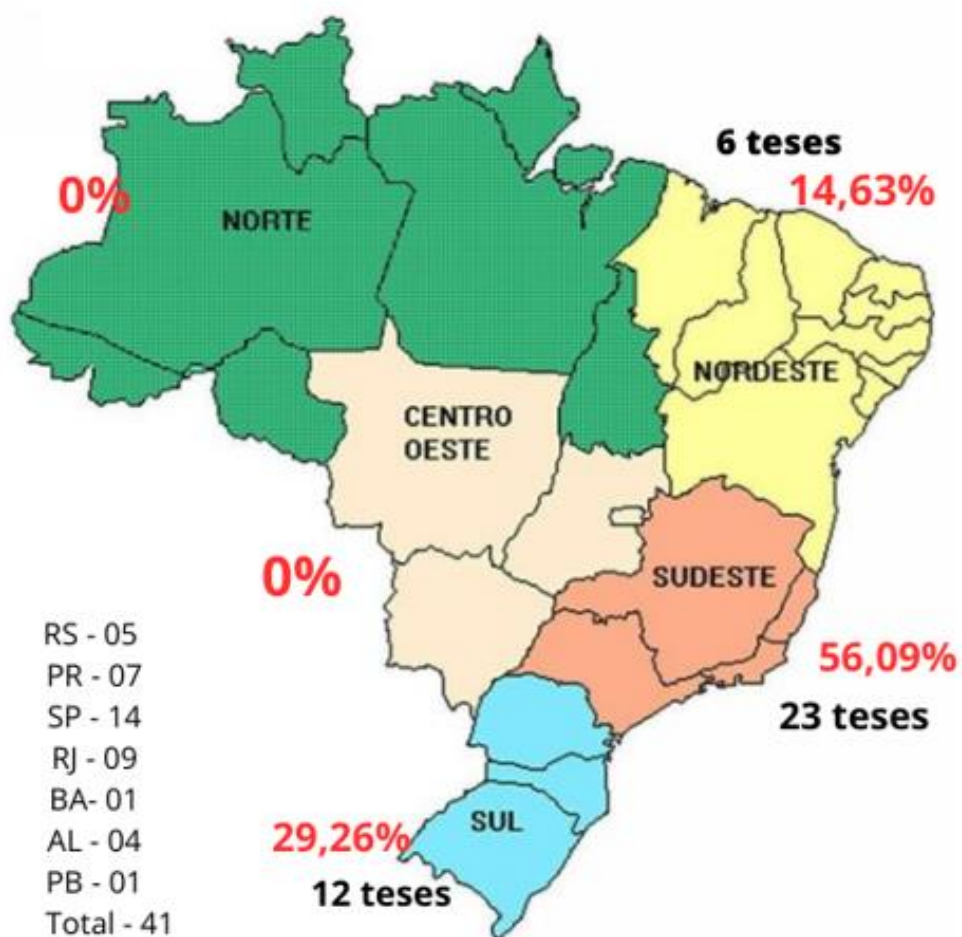 6 teses
14,63%
0%
NORTE
NORDESTE
CENTRO
OESTE
0%
SUDESTE
56,09%
23 teses
RS - 05
PR - 07
SP - 14
RJ - 09
BA- 01
AL - 04
PB - 01
Total - 41
29,26%
SUL
12 teses